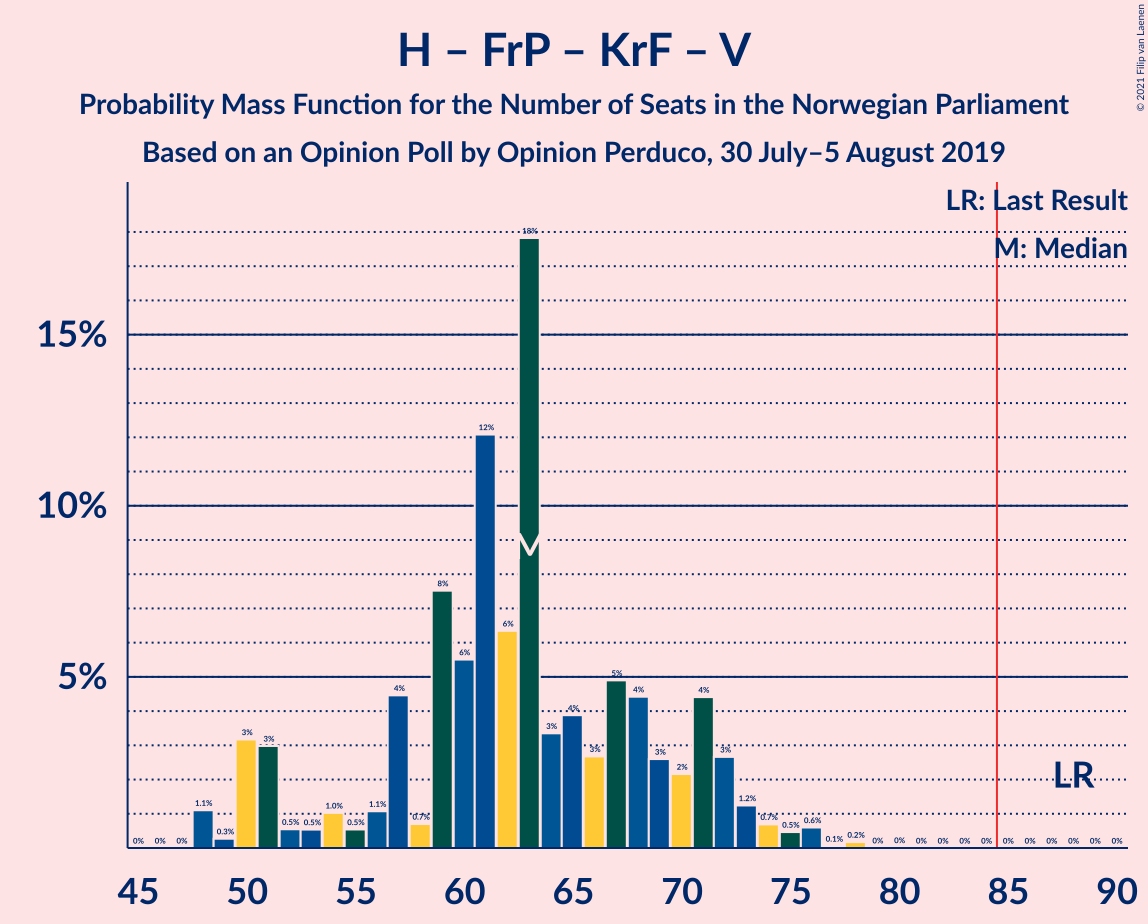 H – FrP – KrF – V
Probability Mass Function for the Number of Seats in the Norwegian Parliament
Based on an Opinion Poll by Opinion Perduco, 30 July–5 August 2019
© 2021 Filip van Laenen
LR: Last Result
M: Median
15%
10%
5%
0% 0% 0% 1.1% 0.3% 3% 3% 0.5% 0.5% 1.0% 0.5% 1.1% 4% 0.7% 8% 6% 12% 6% 18% 3% 4% 3% 5% 4% 3% 2% 4% 3% 1.2% 0.7% 0.5% 0.6% 0.1% 0.2% 0% 0% 0% 0% 0% 0% 0% 0% 0% 0% 0% 0%
LR
45 50 55 60 65 70 75 80 85 90